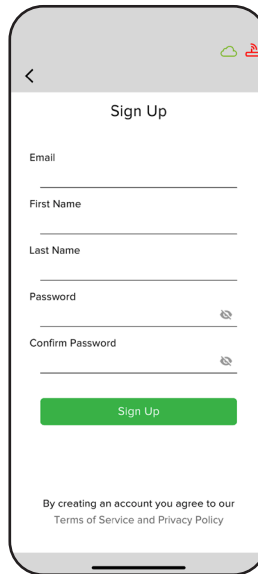 Sign Up
Email
First Name
Last Name
Password
Confirm Password
Sign Up
By creating an account you agree to our
Terms of Service and Privacy Policy